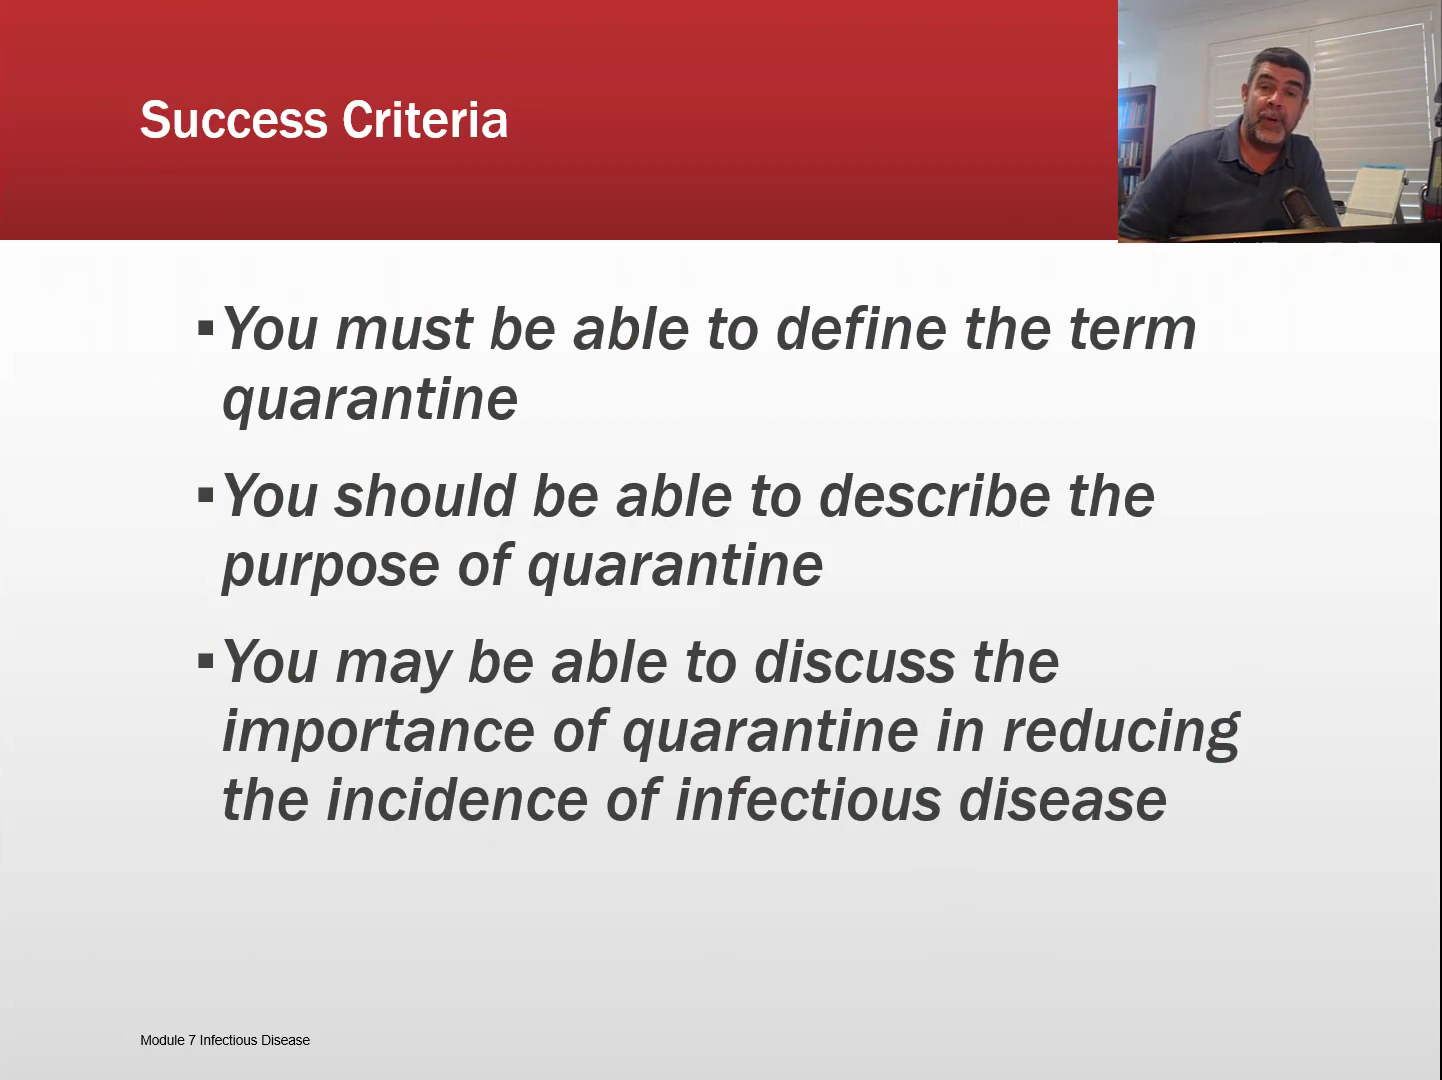 Success Criteria
▪You must be able to define the term
quarantine
▪You should be able to describe the
purpose of quarantine
▪You may be able to discuss the
importance of quarantine in reducing
the incidence of infectious disease
Module 7 Infectious Disease